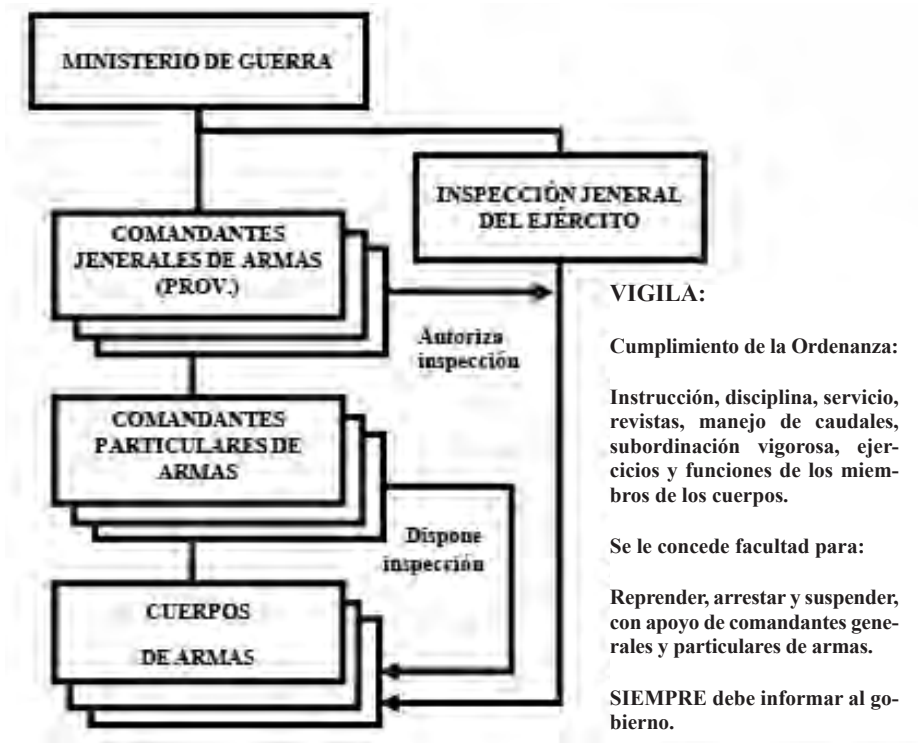 MINISTERIO DE GUERRA
INSPECCIÓN JENERAL
DEL EJÉRCITO
COMANDANTES
JENERALES DE ARMAS
(PROV.)
Autoriza
inspección
COMANDANTES
PARTICULARES DE
ARMAS
Dispone
inspección
CUERPOS
DE ARMAS
VIGILA:
Cumplimiento de la Ordenanza:
Instrucción, disciplina, servicio,
revistas, manejo de caudales,
subordinación vigorosa, ejer-
cicios y funciones de los miem-
bros de los cuerpos.
Se le concede facultad para:
Reprender, arrestar y suspender,
con apoyo de comandantes gene-
rales y particulares de armas.
SIEMPRE debe informar al go-
bierno.